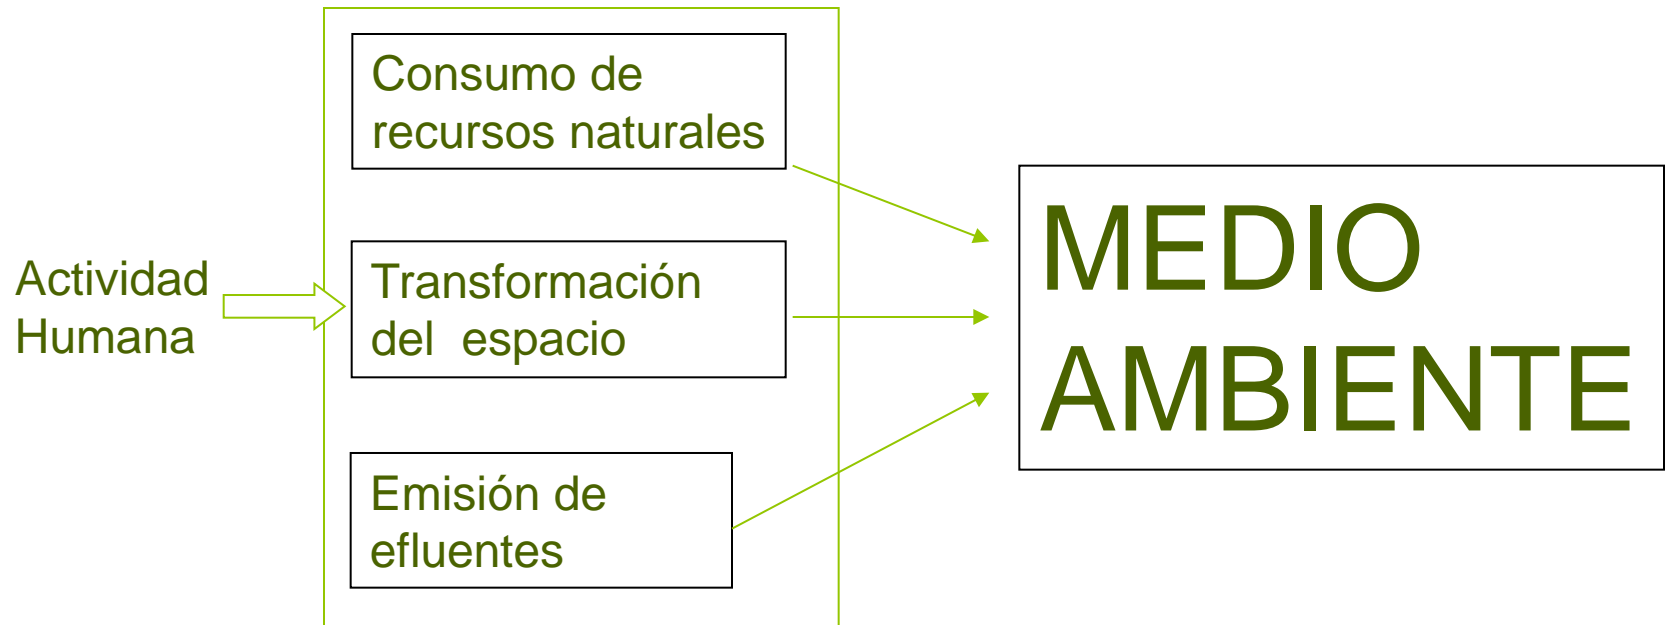 Consumo de
recursos naturales
Actividad
Humana
Transformación
del  espacio
Emisión de
efluentes
MEDIO
AMBIENTE